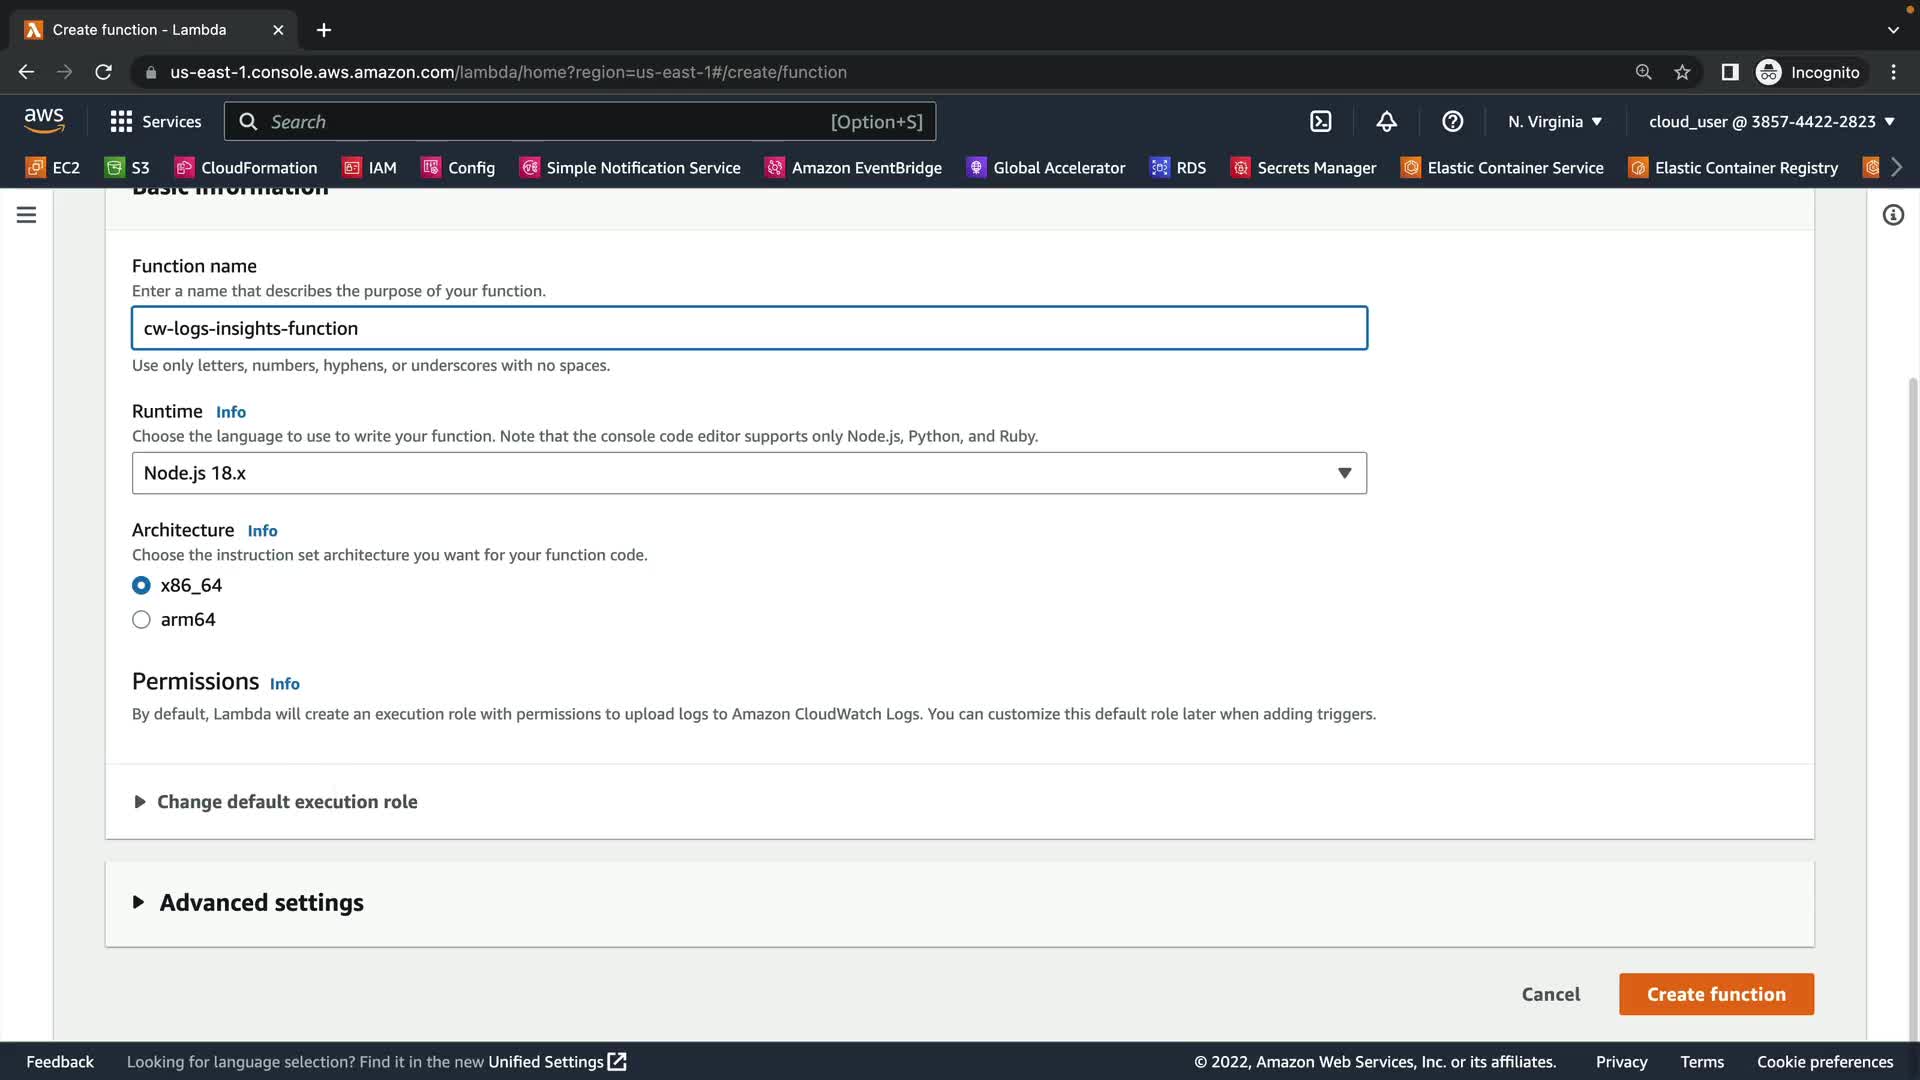 Create function - Lambda
us-east-1.console.aws.amazon.com/lambda/home?region=us-east-1#/create/function
Incognito
aws
Services
Search
[Option+S]
N. Virginia
cloud_user @ 3857-4422-2823
EC2
S3
CloudFormation
IAM
Config
Simple Notification Service
Amazon EventBridge
Global Accelerator
RDS
Secrets Manager
Elastic Container Service
Elastic Container Registry
Basic information
Function name
Enter a name that describes the purpose of your function.
cw-logs-insights-function
Use only letters, numbers, hyphens, or underscores with no spaces.
Runtime Info
Choose the language to use to write your function. Note that the console code editor supports only Node.js, Python, and Ruby.
Node.js 18.x
Architecture Info
Choose the instruction set architecture you want for your function code.
x86_64
arm64
Permissions Info
By default, Lambda will create an execution role with permissions to upload logs to Amazon CloudWatch Logs. You can customize this default role later when adding triggers.
Change default execution role
Advanced settings
Cancel
Create function
Feedback
Looking for language selection? Find it in the new Unified Settings
© 2022, Amazon Web Services, Inc. or its affiliates.
Privacy
Terms
Cookie preferences